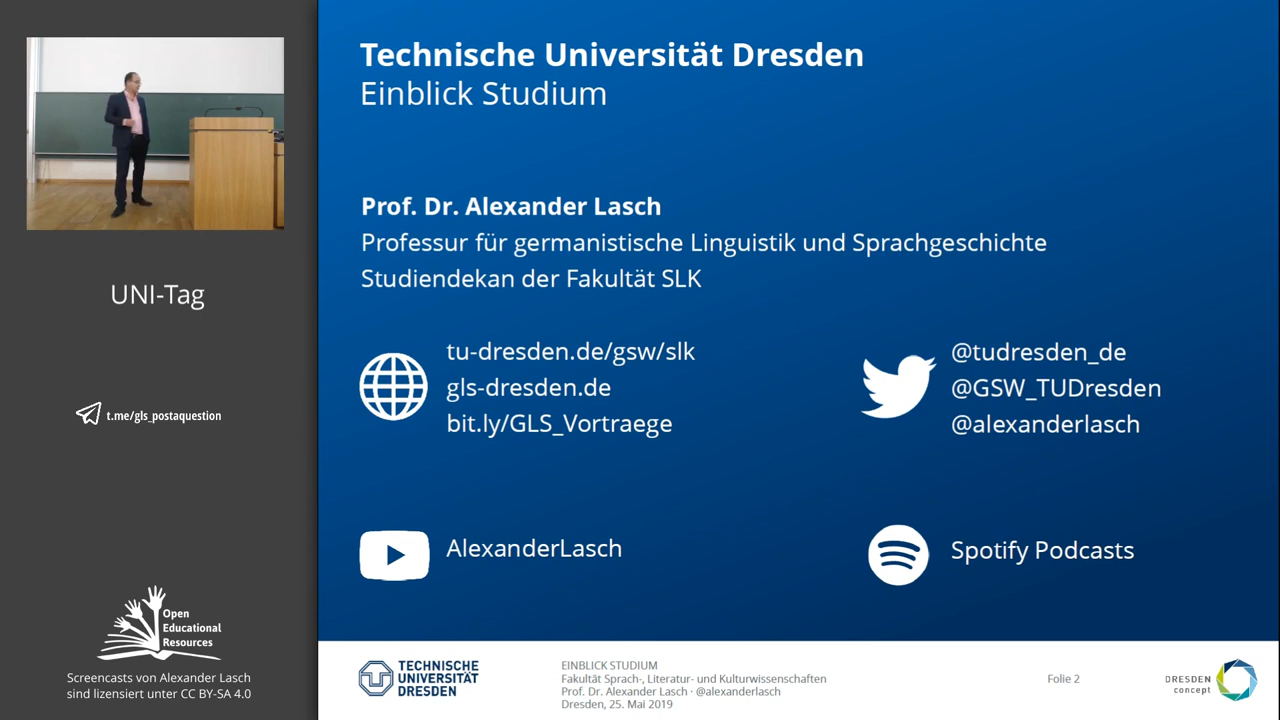 Technische Universität Dresden
Einblick Studium
Prof. Dr. Alexander Lasch
Professur für germanistische Linguistik und Sprachgeschichte
Studiendekan der Fakultät SLK
tu-dresden.de/gsw/slk
gls-dresden.de
bit.ly/GLS_Vortraege
@tudresden_de
@GSW_TUDresden
@alexanderlasch
AlexanderLasch
Spotify Podcasts
UNI-Tag
t.me/gls_postaquestion
Open
Educational
Resources
Screencasts von Alexander Lasch
sind lizensiert unter CC BY-SA 4.0
TECHNISCHE
UNIVERSITÄT
DRESDEN
EINBLICK STUDIUM
Fakultät Sprach-, Literatur- und Kulturwissenschaften
Prof. Dr. Alexander Lasch · @alexanderlasch
Dresden, 25. Mai 2019
Folie 2
DRESDEN
concept